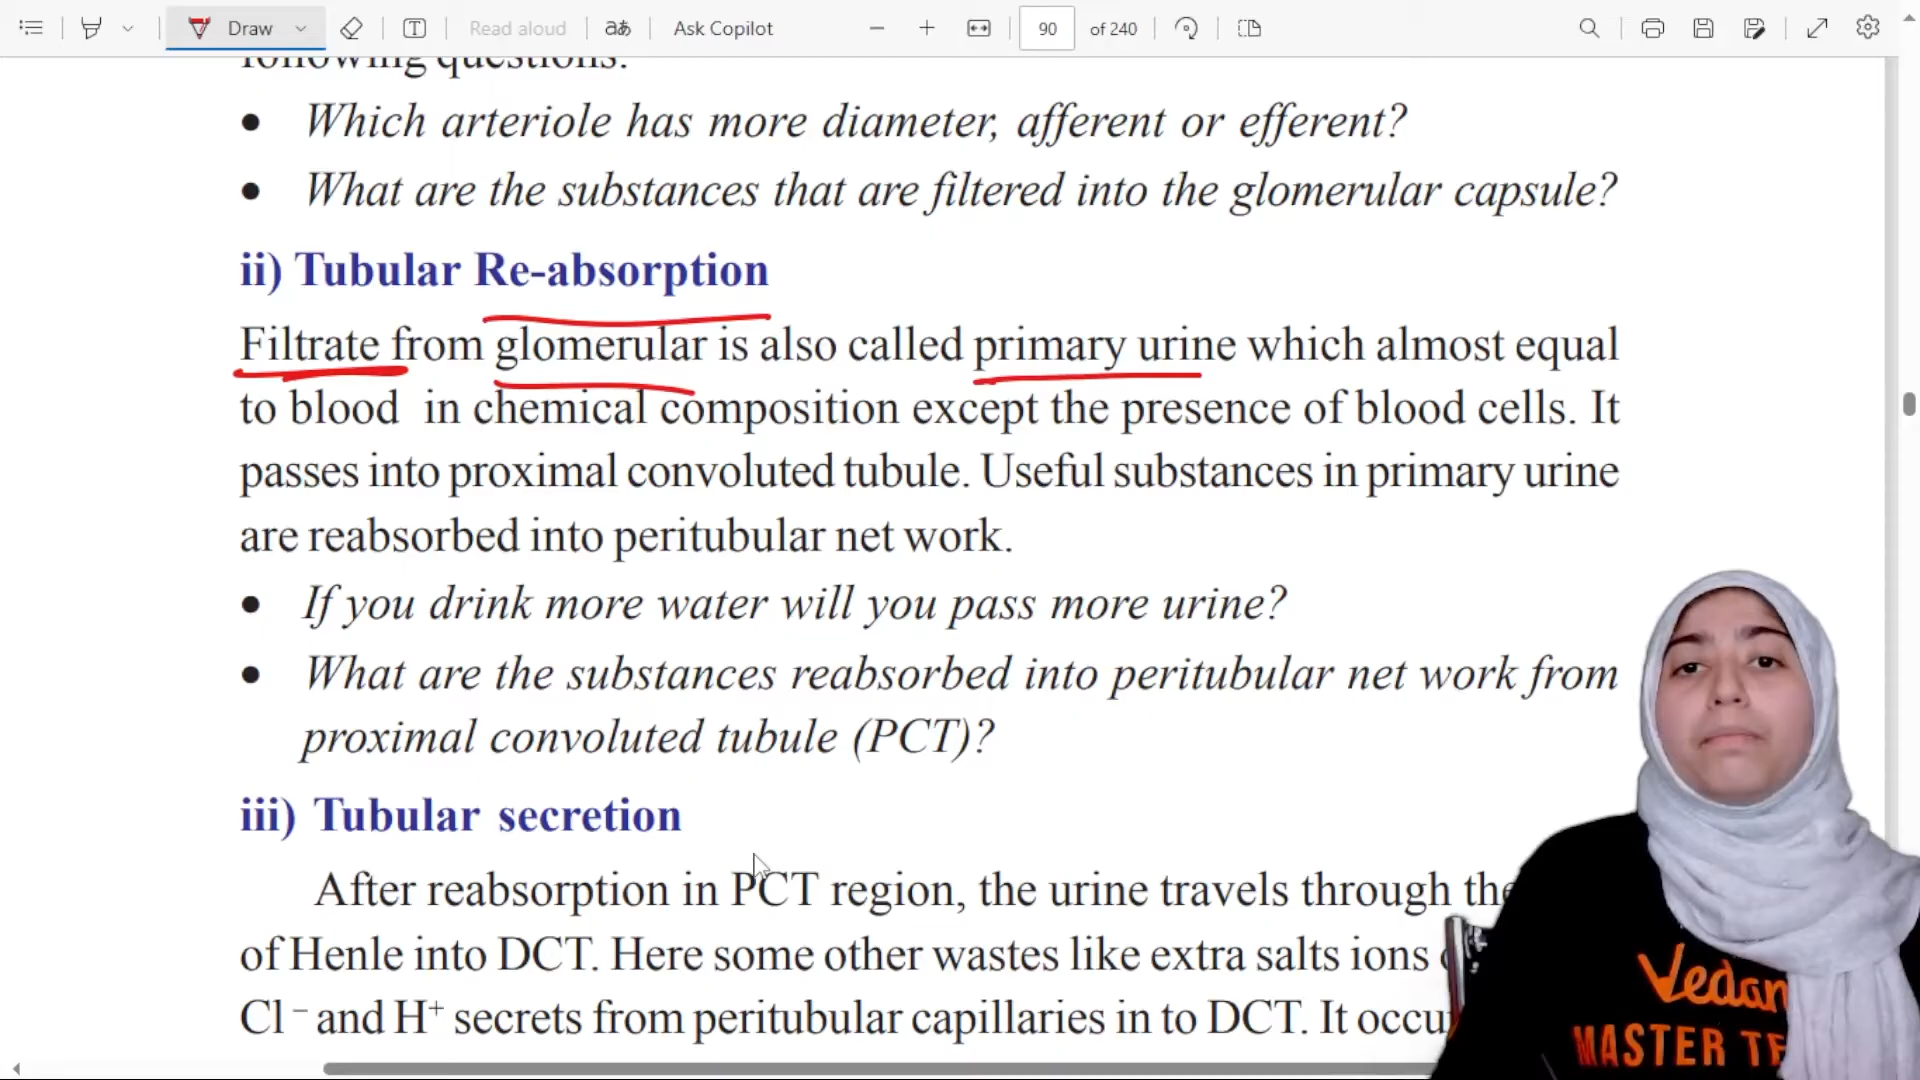 Draw
Read aloud
aあ
Ask Copilot
90
of 240
following questions.
• Which arteriole has more diameter, afferent or efferent?
• What are the substances that are filtered into the glomerular capsule?
ii) Tubular Re-absorption
Filtrate from glomerular is also called primary urine which almost equal
to blood in chemical composition except the presence of blood cells. It
passes into proximal convoluted tubule. Useful substances in primary urine
are reabsorbed into peritubular net work.
• If you drink more water will you pass more urine?
• What are the substances reabsorbed into peritubular net work from
proximal convoluted tubule (PCT)?
iii) Tubular secretion
After reabsorption in PCT region, the urine travels through the
of Henle into DCT. Here some other wastes like extra salts ions
Cl⁻ and H⁺ secrets from peritubular capillaries in to DCT. It occu
Vedan
MASTER TE